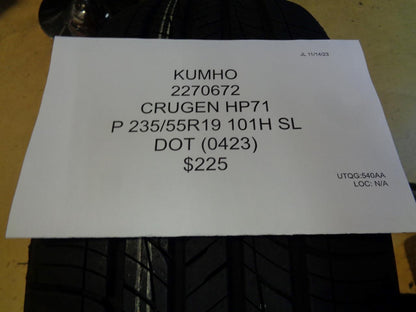 JL 11/14/23
KUMHO
2270672
CRUGEN HP71
P 235/55R19 101H SL
DOT (0423)
$225
UTQG:540AA
LOC: N/A